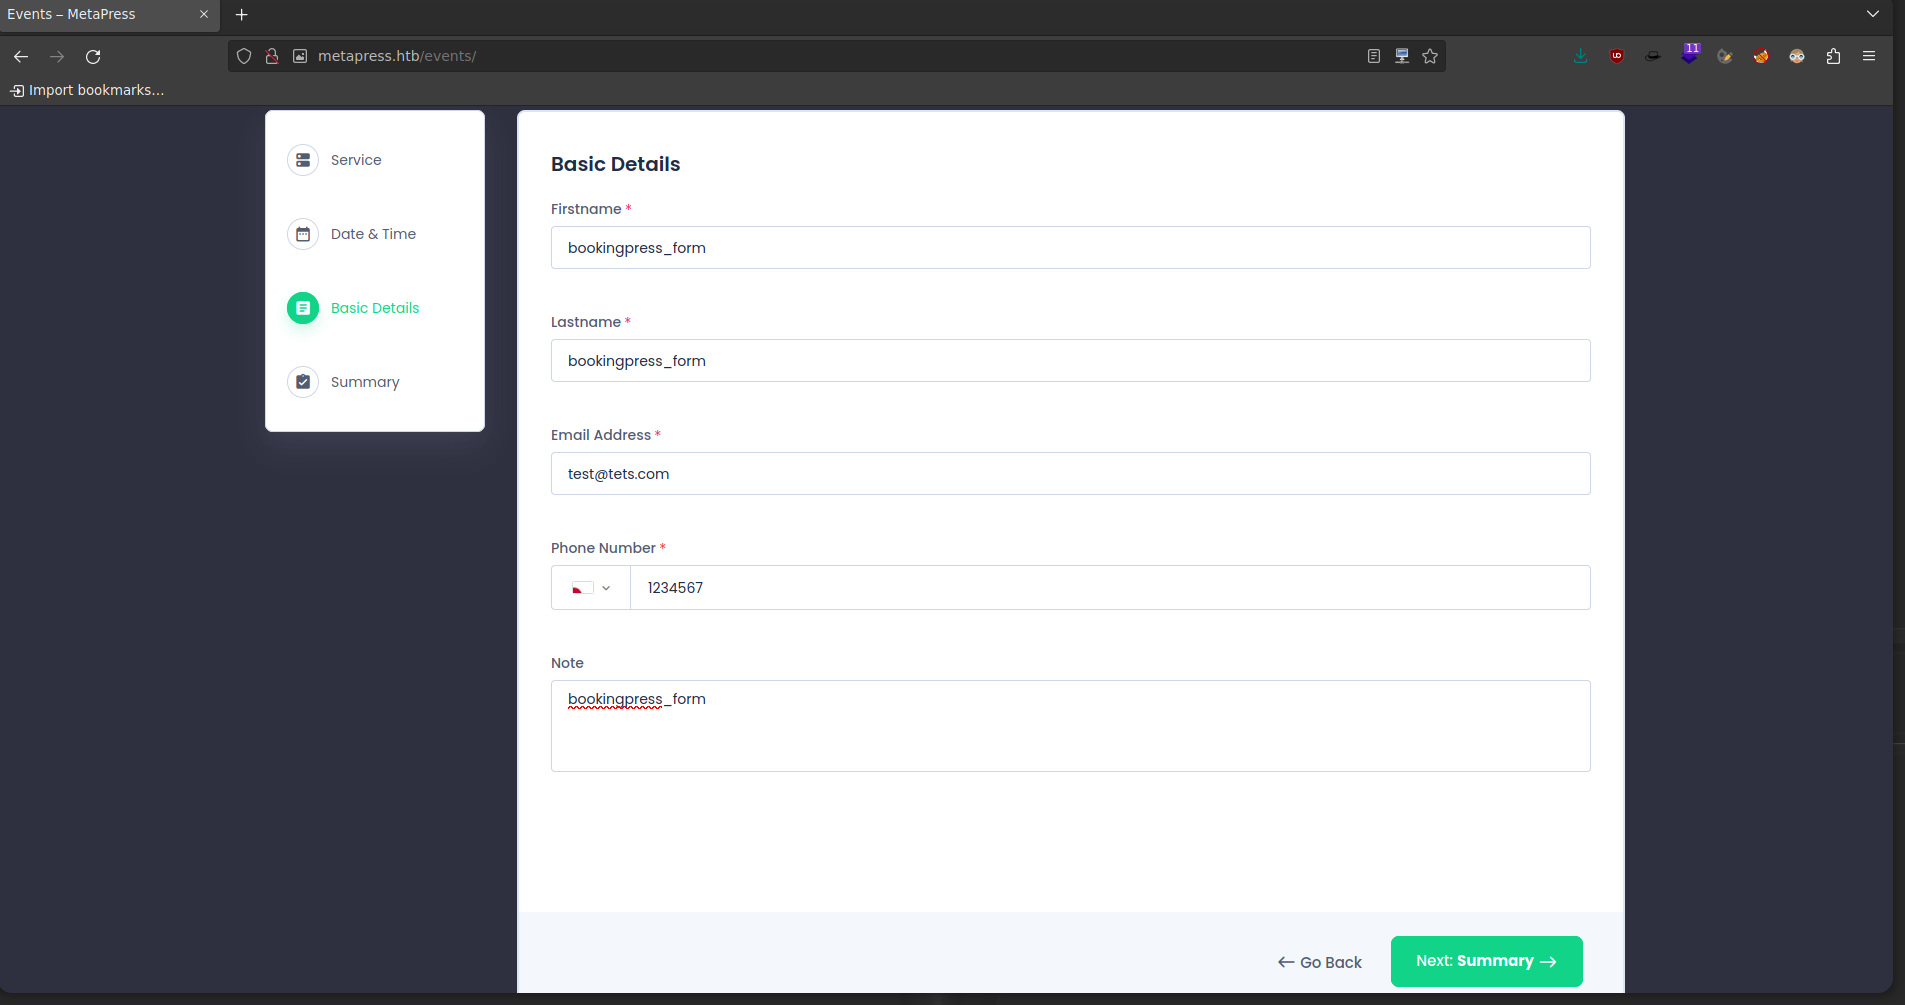 Events – MetaPress
metapress.htb/events/
11
Import bookmarks...
Service
Date & Time
Basic Details
Summary
Basic Details
Firstname *
bookingpress_form
Lastname *
bookingpress_form
Email Address *
test@tets.com
Phone Number *
1234567
Note
bookingpress_form
Go Back
Next: Summary